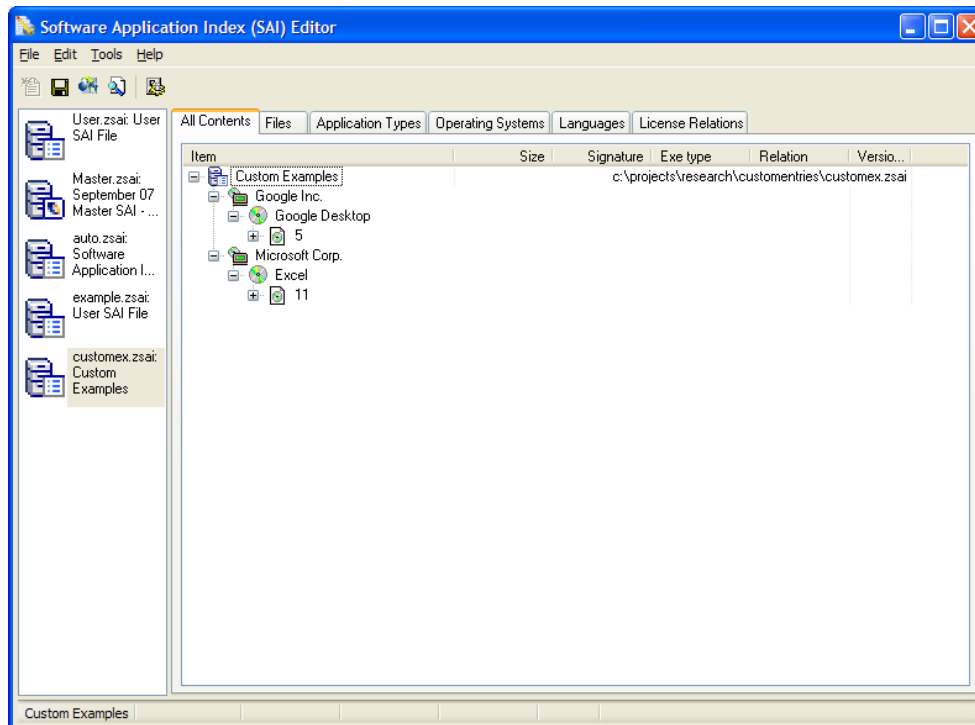 Software Application Index (SAI) Editor
File Edit Tools Help
User.zsai: User
SAI File
Master.zsai:
September 07
Master SAI - ...
auto.zsai:
Software
Application I...
example.zsai:
User SAI File
customex.zsai:
Custom
Examples
All Contents Files Application Types Operating Systems Languages License Relations
Item Size Signature Exe type Relation Versio...
Custom Examples c:\projects\research\customentries\customex.zsai
Google Inc.
Google Desktop
5
Microsoft Corp.
Excel
11
Custom Examples